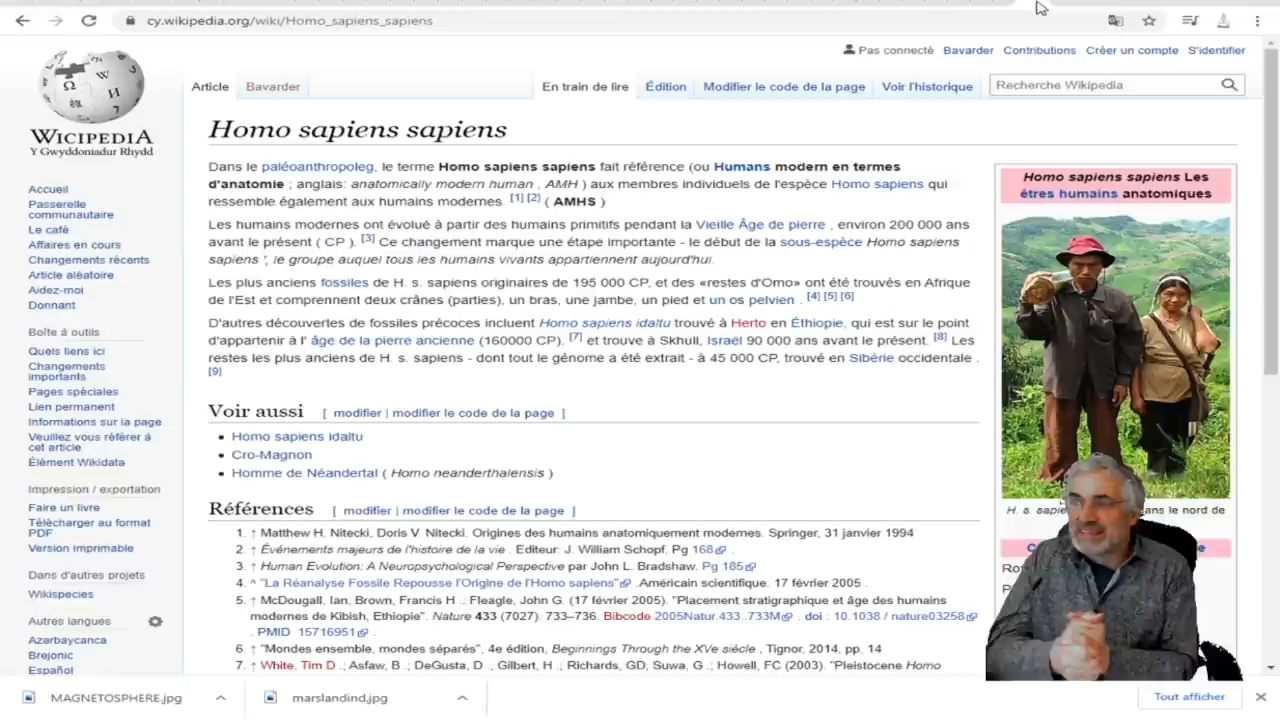 cy.wikipedia.org/wiki/Homo_sapiens_sapiens
Pas connecté Bavarder Contributions Créer un compte S'identifier
WICIPEDIA
Y Gwyddoniadur Rhydd
Article Bavarder En train de lire Édition Modifier le code de la page Voir l'historique Recherche Wikipedia
Homo sapiens sapiens
Dans le paléoanthropoleg, le terme Homo sapiens sapiens fait référence (ou Humans modern en termes
d'anatomie ; anglais: anatomically modern human , AMH ) aux membres individuels de l'espèce Homo sapiens qui
ressemble également aux humains modernes. [1] [2] ( AMHS )
Les humains modernes ont évolué à partir des humains primitifs pendant la Vieille Âge de pierre , environ 200 000 ans
avant le présent ( CP ). [3] Ce changement marque une étape importante - le début de la sous-espèce Homo sapiens
sapiens ', le groupe auquel tous les humains vivants appartiennent aujourd'hui.
Les plus anciens fossiles de H. s. sapiens originaires de 195 000 CP, et des «restes d'Omo» ont été trouvés en Afrique
de l'Est et comprennent deux crânes (parties), un bras, une jambe, un pied et un os pelvien . [4] [5] [6]
D'autres découvertes de fossiles précoces incluent Homo sapiens idaltu trouvé à Herto en Éthiopie, qui est sur le point
d'appartenir à l' âge de la pierre ancienne (160000 CP). [7] et trouve à Skhull, Israël 90 000 ans avant le présent. [8] Les
restes les plus anciens de H. s. sapiens - dont tout le génome a été extrait - à 45 000 CP, trouvé en Sibérie occidentale .
[9]
Voir aussi [ modifier | modifier le code de la page ]
Homo sapiens idaltu
Cro-Magnon
Homme de Néandertal ( Homo neanderthalensis )
Références [ modifier | modifier le code de la page ]
1. ↑ Matthew H. Nitecki, Doris V. Nitecki. Origines des humains anatomiquement modernes. Springer, 31 janvier 1994
2. ↑ Événements majeurs de l'histoire de la vie . Editeur: J. William Schopf. Pg 168 .
3. ↑ Human Evolution: A Neuropsychological Perspective par John L. Bradshaw. Pg 185
4. ^ "La Réanalyse Fossile Repousse l'Origine de l'Homo sapiens" . Américain scientifique. 17 février 2005 .
5. ↑ McDougall, Ian, Brown, Francis H .; Fleagle, John G. (17 février 2005). "Placement stratigraphique et âge des humains
modernes de Kibish, Ethiopie". Nature 433 (7027): 733–736. Bibcode 2005Natur.433..733M . doi : 10.1038 / nature03258
. PMID 15716951 .
6. ↑ "Mondes ensemble, mondes séparés", 4e édition, Beginnings Through the XVe siècle , Tignor, 2014, pp. 14
7. ↑ White, Tim D .; Asfaw, B .; DeGusta, D .; Gilbert, H .; Richards, GD; Suwa, G .; Howell, FC (2003). "Pleistocene Homo
Homo sapiens sapiens Les
êtres humains anatomiques
H. s. sapie
ans le nord de
Accueil
Passerelle
communautaire
Le café
Affaires en cours
Changements récents
Article aléatoire
Aidez-moi
Donnant
Boîte à outils
Quels liens ici
Changements
importants
Pages spéciales
Lien permanent
Informations sur la page
Veuillez vous référer à
cet article
Élément Wikidata
Impression / exportation
Faire un livre
Télécharger au format
PDF
Version imprimable
Dans d'autres projets
Wikispecies
Autres langues
Azərbaycanca
Brejonic
Español
MAGNETOSPHERE.jpg marslandind.jpg Tout afficher